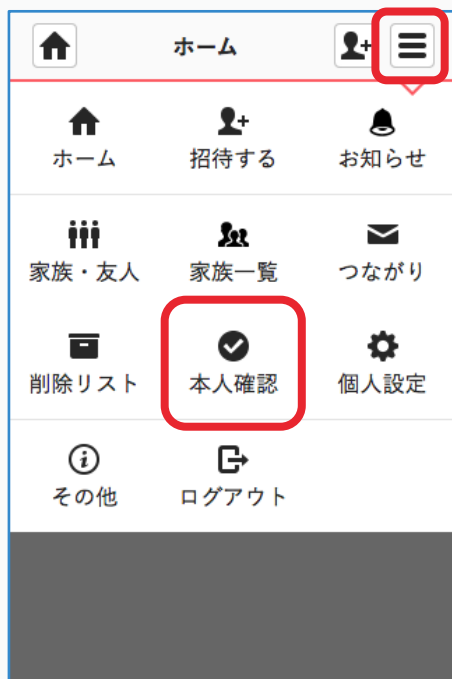 ホーム
ホーム 招待する お知らせ
家族・友人 家族一覧 つながり
削除リスト 本人確認 個人設定
その他 ログアウト